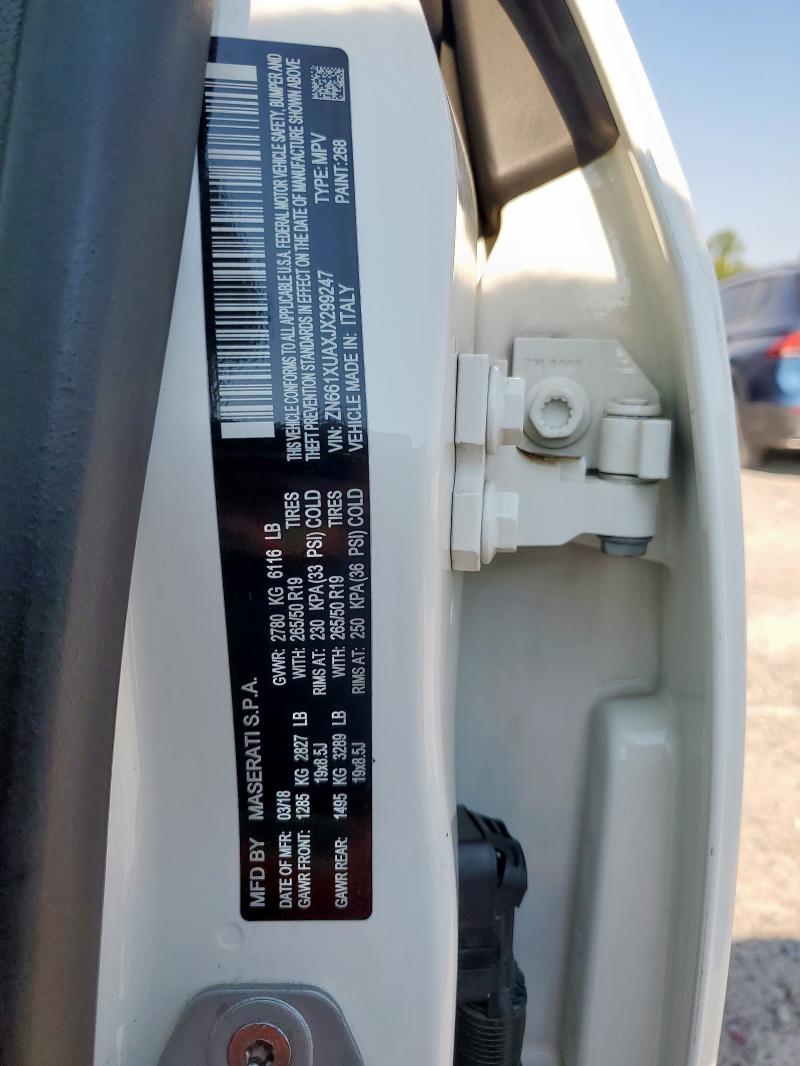 MFD BY MASERATI S.P.A.
DATE OF MFR: 03/18 GVWR: 2780 KG 6116 LB
GAWR FRONT: 1285 KG 2827 LB WITH: 265/50 R19 TIRES
19x8.5J RIMS AT: 230 KPA(33 PSI) COLD
GAWR REAR: 1495 KG 3289 LB WITH: 265/50 R19 TIRES
19x8.5J RIMS AT: 250 KPA(36 PSI) COLD
THIS VEHICLE CONFORMS TO ALL APPLICABLE U.S.A. FEDERAL MOTOR VEHICLE SAFETY, BUMPER AND
THEFT PREVENTION STANDARDS IN EFFECT ON THE DATE OF MANUFACTURE SHOWN ABOVE
VIN: ZN661XUAXJX299247 TYPE: MPV
VEHICLE MADE IN: ITALY PAINT:268